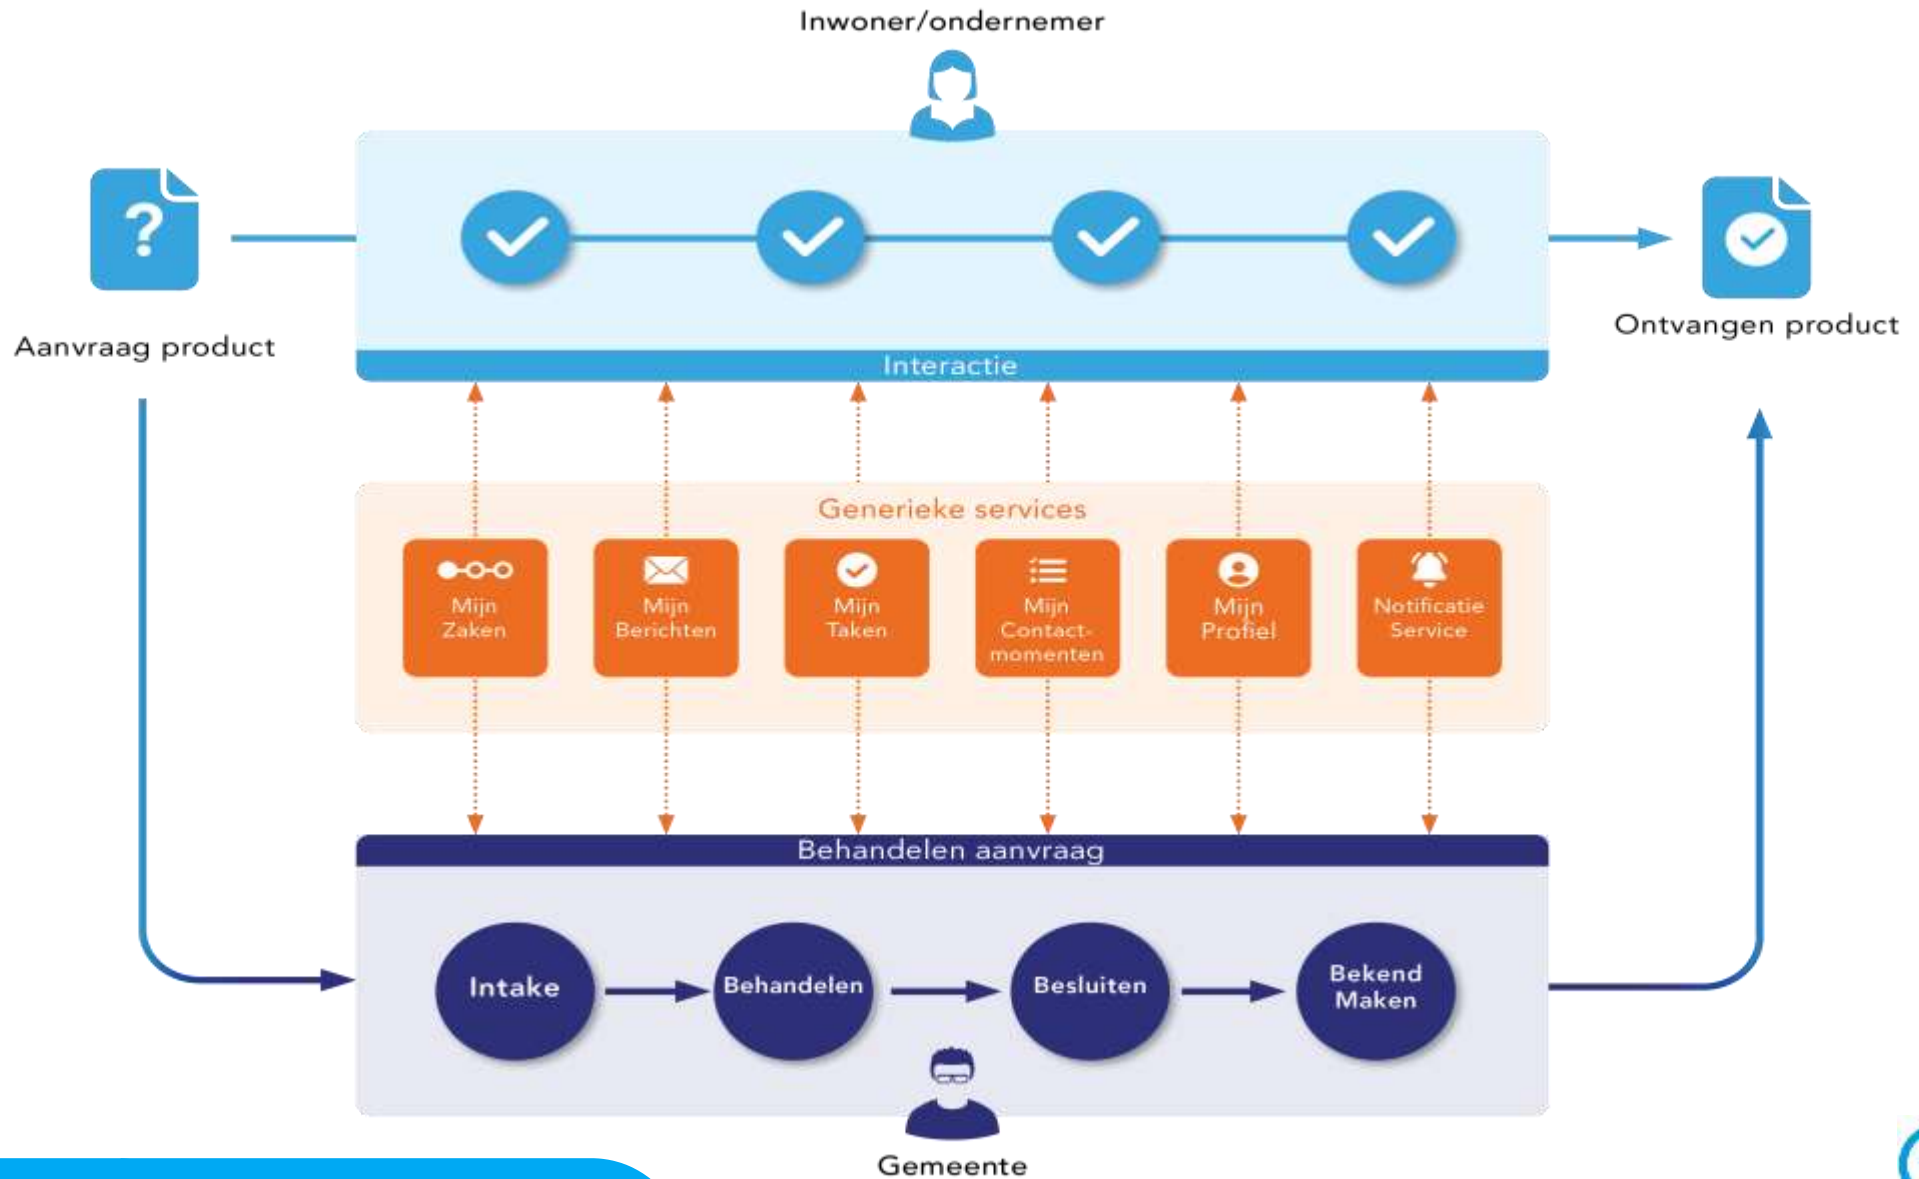 Inwoner/ondernemer
?
Aanvraag product
Ontvangen product
Interactie
Generieke services
Mijn
Zaken
Mijn
Berichten
Mijn
Taken
Mijn
Contact-
momenten
Mijn
Profiel
Notificatie
Service
Behandelen aanvraag
Intake
Behandelen
Besluiten
Bekend
Maken
Gemeente